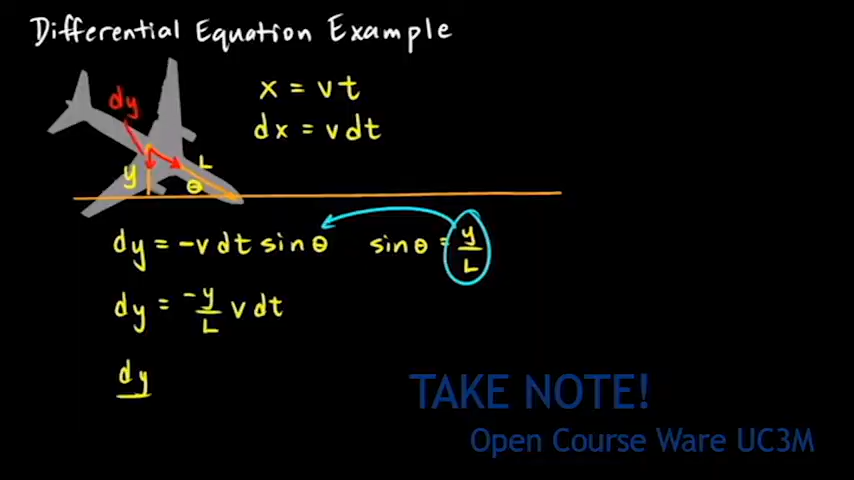 Differential Equation Example
x = vt
dx = vdt
dy
y
L
θ
dy = -vdt sinθ   sinθ = y/L
dy = -y/L vdt
dy
TAKE NOTE!
Open Course Ware UC3M